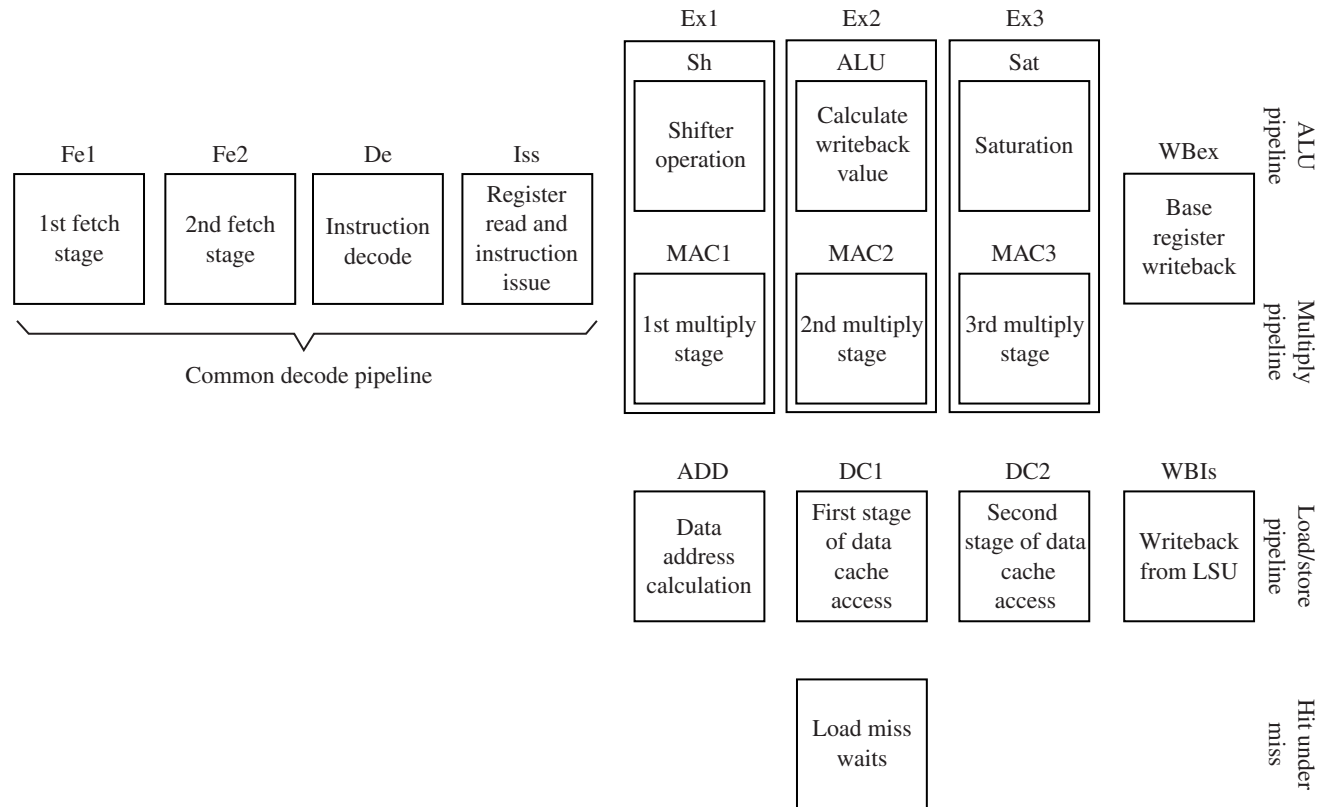 Ex1
Ex2
Ex3
Sh
ALU
Sat
Shifter
operation
Calculate
writeback
value
Saturation
ALU
pipeline
Fe1
Fe2
De
Iss
WBex
1st fetch
stage
2nd fetch
stage
Instruction
decode
Register
read and
instruction
issue
Base
register
writeback
MAC1
MAC2
MAC3
1st multiply
stage
2nd multiply
stage
3rd multiply
stage
Multiply
pipeline
Common decode pipeline
ADD
DC1
DC2
WBIs
Data
address
calculation
First stage
of data
cache
access
Second
stage of data
cache
access
Writeback
from LSU
Load/store
pipeline
Load miss
waits
Hit under
miss